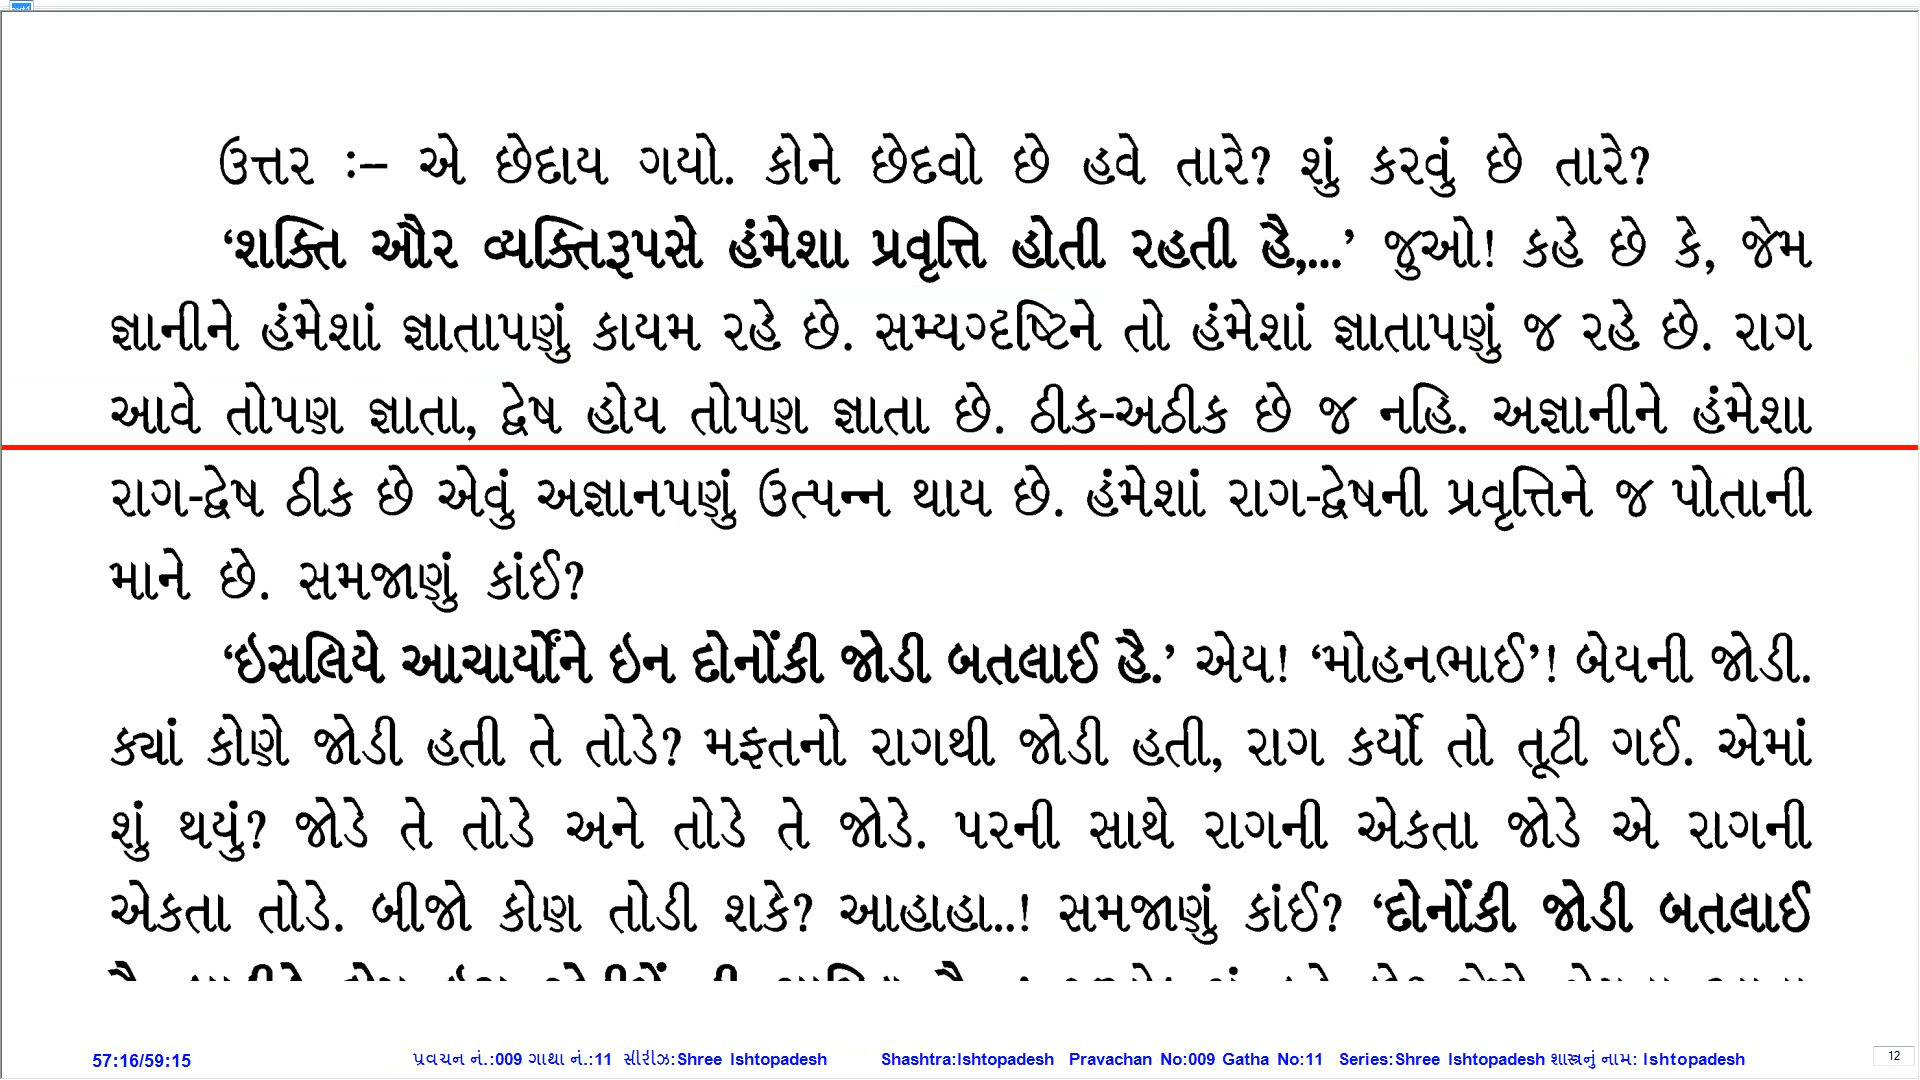 ઉત્તર :– એ છેદાય ગયો. કોને છેદવો છે હવે તારે? શું કરવું છે તારે?
‘શક્તિ ઔર વ્યક્તિરૂપસે હંમેશા પ્રવૃત્તિ હોતી રહતી હૈ,...’ જુઓ! કહે છે કે, જેમ
જ્ઞાનીને હંમેશાં જ્ઞાતાપણું કાયમ રહે છે. સમ્યગ્દષ્ટિને તો હંમેશાં જ્ઞાતાપણું જ રહે છે. રાગ
આવે તોપણ જ્ઞાતા, દ્વેષ હોય તોપણ જ્ઞાતા છે. ઠીક-અઠીક છે જ નહિ. અજ્ઞાનીને હંમેશા
રાગ-દ્વેષ ઠીક છે એવું અજ્ઞાનપણું ઉત્પન્ન થાય છે. હંમેશાં રાગ-દ્વેષની પ્રવૃત્તિને જ પોતાની
માને છે. સમજાણું કાંઈ?
‘ઇસલિયે આચાર્યોંને ઇન દોનોંકી જોડી બતલાઈ હૈ.’ એય! ‘મોહનભાઈ’! બેયની જોડી.
ક્યાં કોણે જોડી હતી તે તોડે? મફતનો રાગથી જોડી હતી, રાગ કર્યો તો તૂટી ગઈ. એમાં
શું થયું? જોડે તે તોડે અને તોડે તે જોડે. પરની સાથે રાગની એકતા જોડે એ રાગની
એકતા તોડે. બીજો કોણ તોડી શકે? આહાહા..! સમજાણું કાંઈ? ‘દોનોંકી જોડી બતલાઈ
57:16/59:15 પ્રવચન નં.:009 ગાથા નં.:11 સીરીઝ:Shree Ishtopadesh Shashtra:Ishtopadesh Pravachan No:009 Gatha No:11 Series:Shree Ishtopadesh શાસ્ત્રનું નામ: Ishtopadesh 12